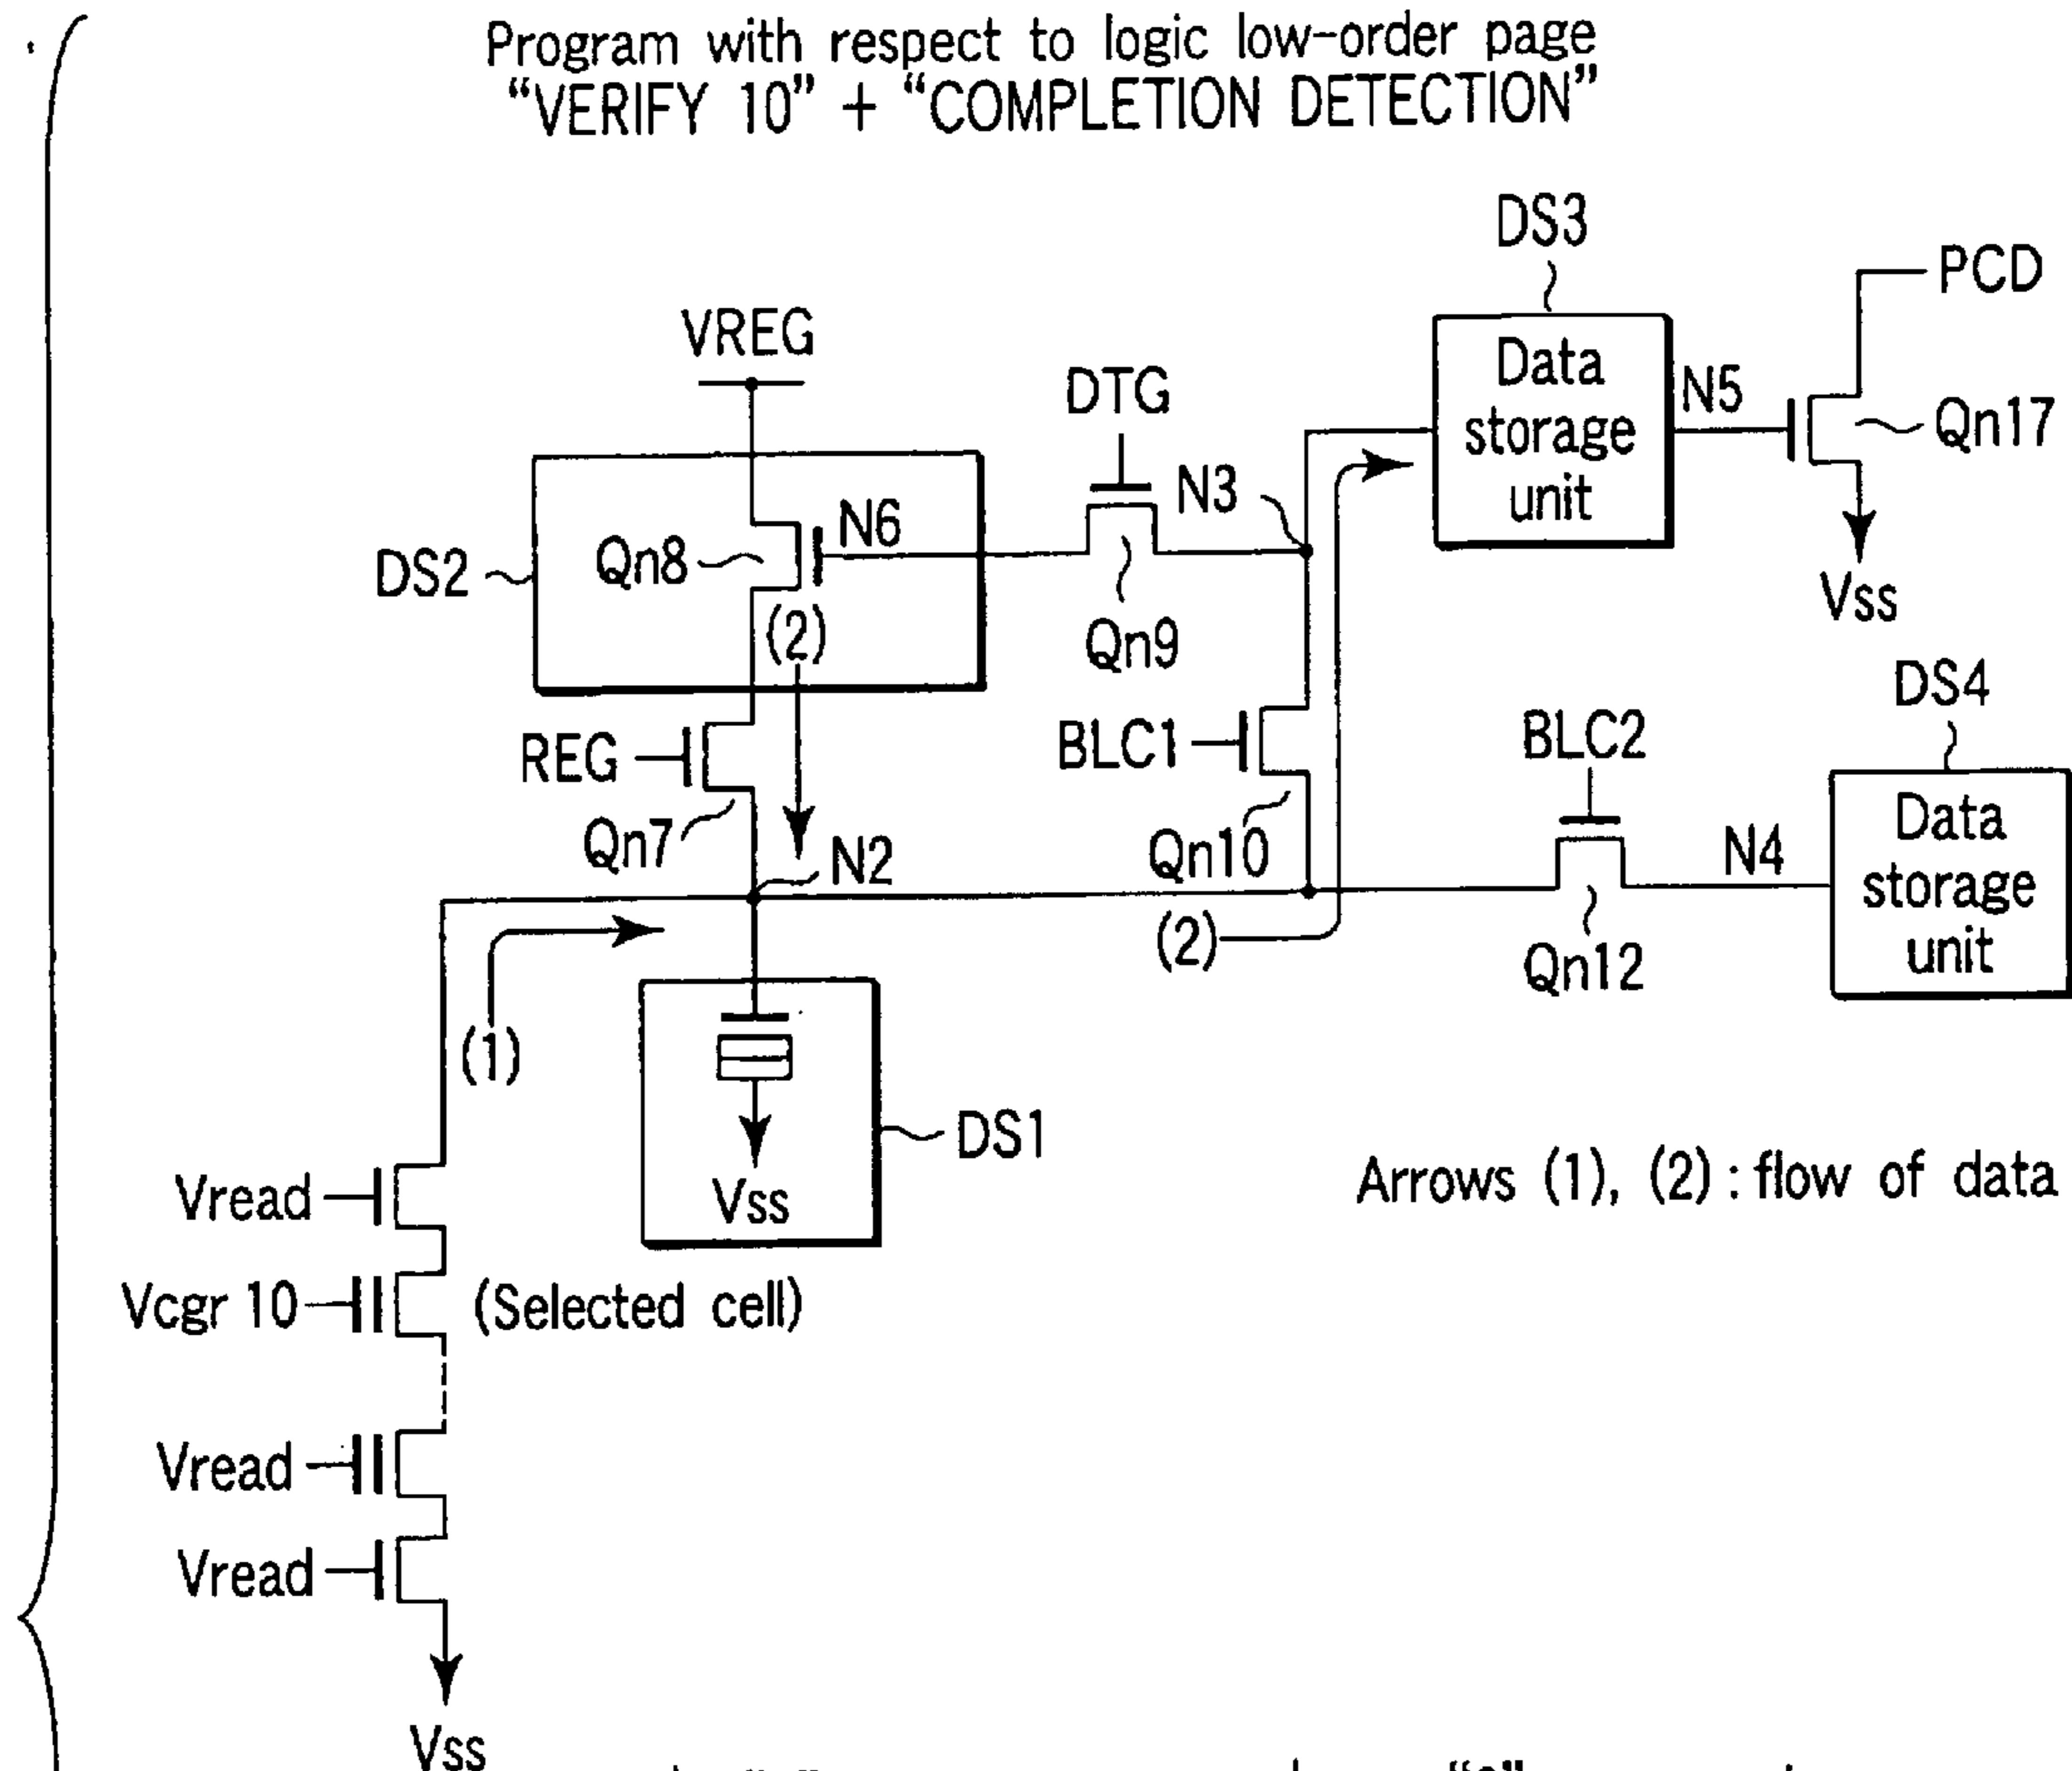 Program with respect to logic low-order page
“VERIFY 10” + “COMPLETION DETECTION”
DS3
PCD
VREG
DTG
Data
storage
unit
N5
Qn17
N3
N6
Qn8
DS2
Vss
(2)
Qn9
DS4
REG
BLC1
BLC2
Data
storage
unit
Qn7
N2
Qn10
N4
(2)
Qn12
(1)
DS1
Vss
Arrows (1), (2) : flow of data
Vread
Vcgr 10
(Selected cell)
Vread
Vread
Vss